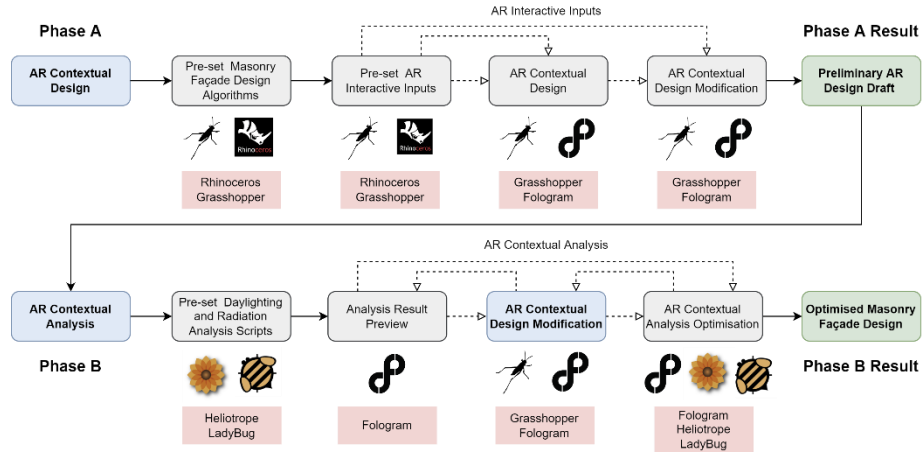 AR Interactive Inputs
Phase A
Phase A Result
AR Contextual
Design
Pre-set Masonry
Façade Design
Algorithms
Pre-set AR
Interactive Inputs
AR Contextual
Design
AR Contextual
Design Modification
Preliminary AR
Design Draft
Rhinoceros
Rhinoceros
Rhinoceros
Grasshopper
Rhinoceros
Grasshopper
Grasshopper
Fologram
Grasshopper
Fologram
AR Contextual Analysis
AR Contextual
Analysis
Pre-set Daylighting
and Radiation
Analysis Scripts
Analysis Result
Preview
AR Contextual
Design Modification
AR Contextual
Analysis Optimisation
Optimised Masonry
Façade Design
Phase B
Phase B Result
Heliotrope
LadyBug
Fologram
Grasshopper
Fologram
Fologram
Heliotrope
LadyBug